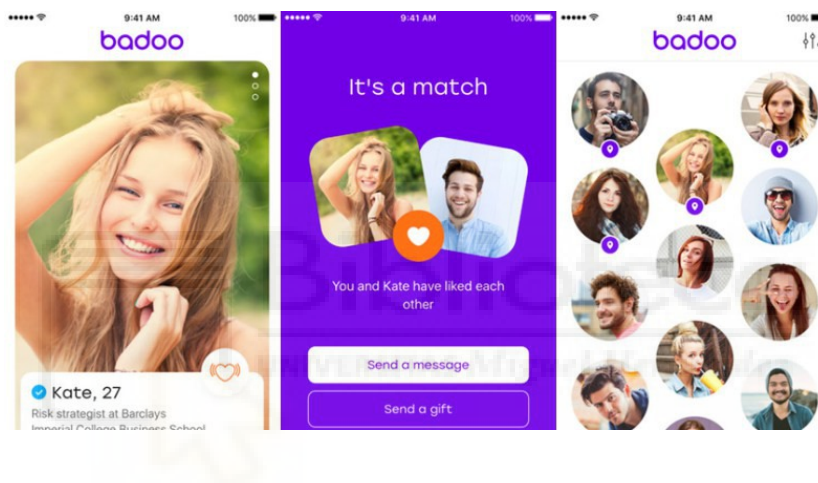 9:41 AM 100%
badoo
Kate, 27
Risk strategist at Barclays
Imperial College Business School
9:41 AM 100%
It's a match
You and Kate have liked each
other
Send a message
Send a gift
9:41 AM 100%
badoo
Biblioteca